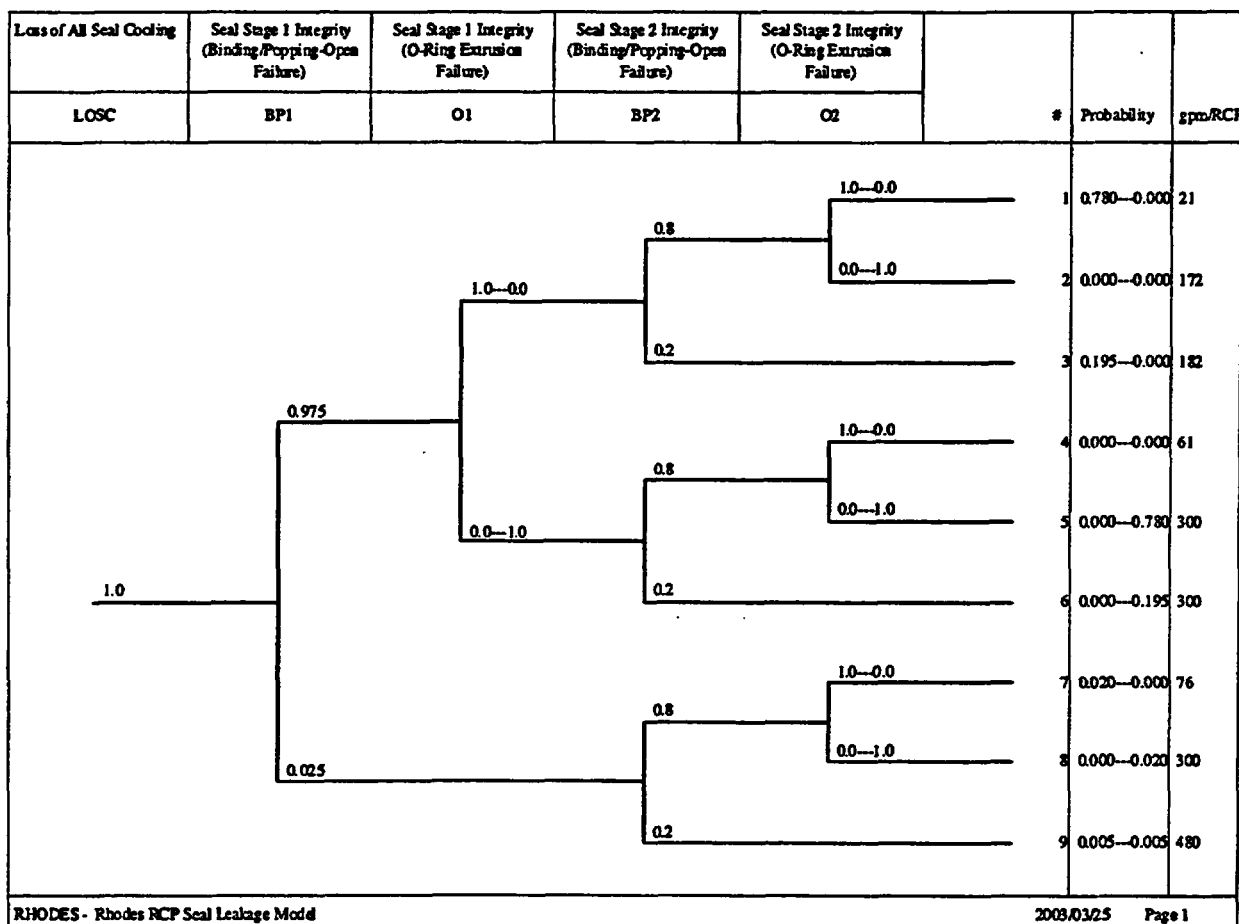 Loss of All Seal Cooling
Seal Stage 1 Integrity
(Binding/Popping-Open
Failure)
Seal Stage 1 Integrity
(O-Ring Extrusion
Failure)
Seal Stage 2 Integrity
(Binding/Popping-Open
Failure)
Seal Stage 2 Integrity
(O-Ring Extrusion
Failure)
LOSC BP1 O1 BP2 O2 # Probability gpm/RCP
1.0---0.0 1 0.780---0.000 21
0.8
0.0---1.0 2 0.000---0.000 172
1.0---0.0
0.2 3 0.195---0.000 182
0.975
1.0---0.0 4 0.000---0.000 61
0.8
0.0---1.0 5 0.000---0.780 300
0.0---1.0
0.2 6 0.000---0.195 300
1.0
1.0---0.0 7 0.020---0.000 76
0.8
0.0---1.0 8 0.000---0.020 300
0.025
0.2 9 0.005---0.005 480
RHODES - Rhodes RCP Seal Leakage Model 2003/03/25 Page 1